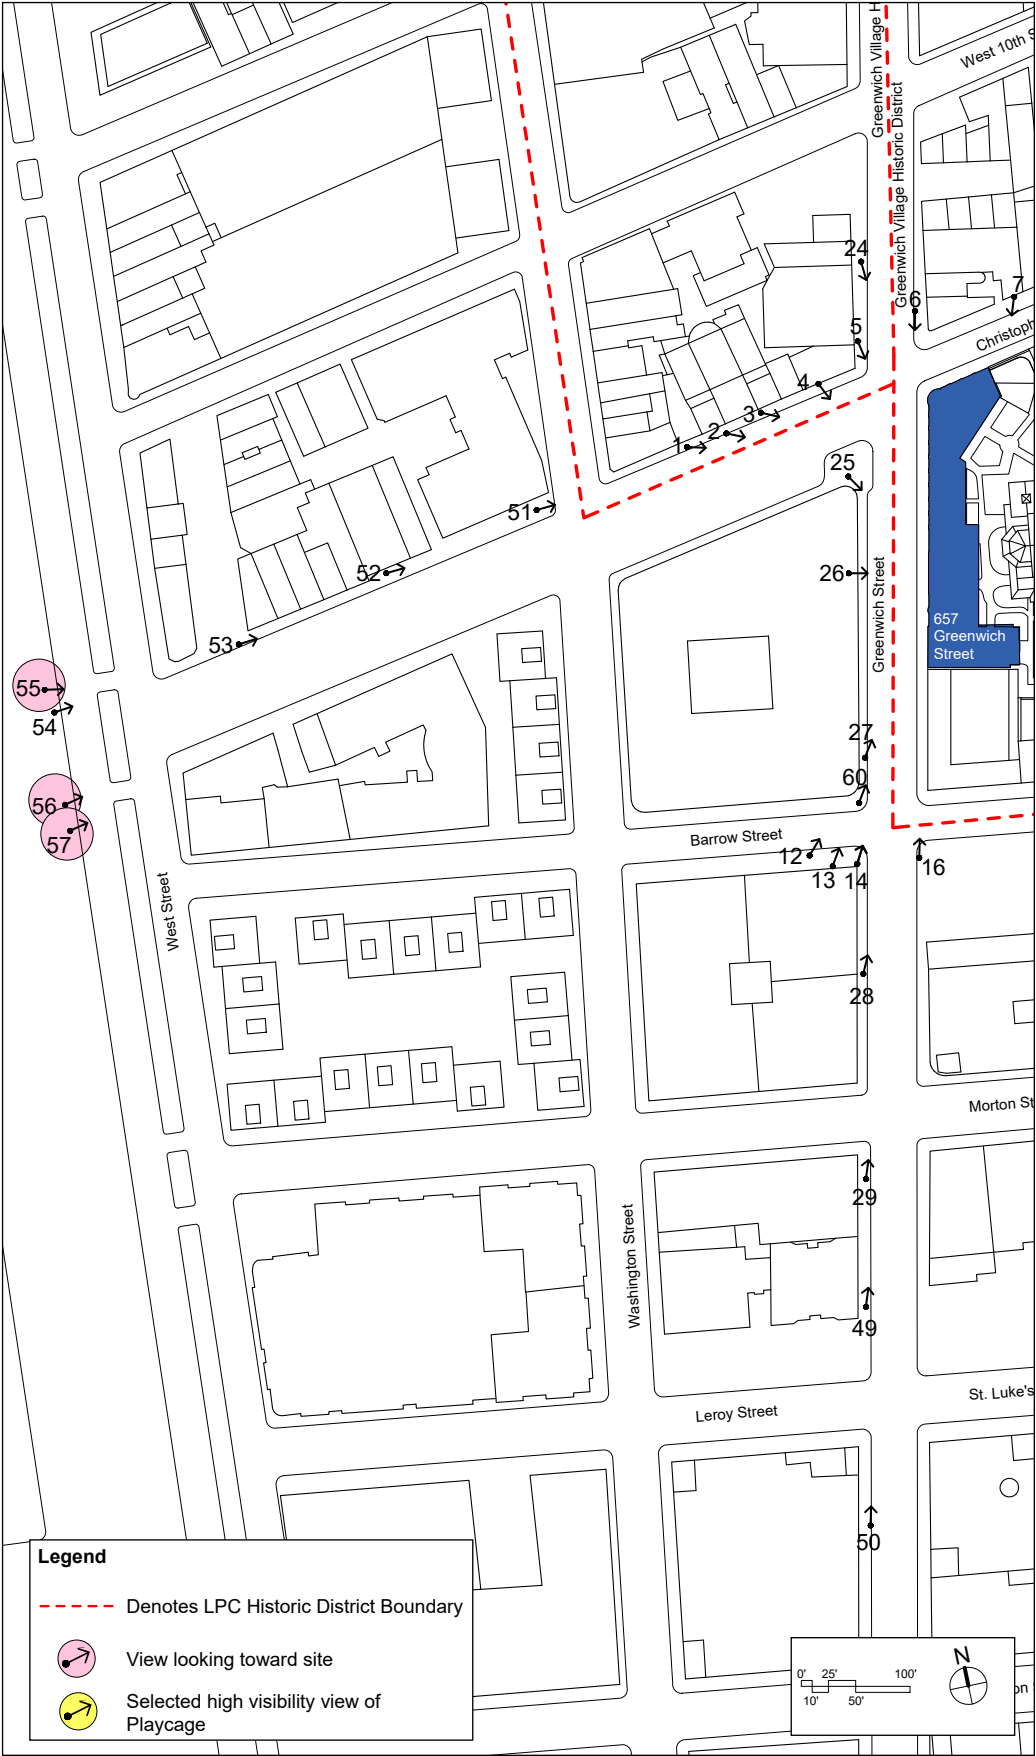 Greenwich Village H
Greenwich Village Historic District
West 10th S
24
6
7
5
Christoph
4
3
2
1
25
51
26
52
Greenwich Street
657
Greenwich
Street
53
55
54
27
60
56
57
Barrow Street
12
13
14
16
West Street
28
Morton St
29
Washington Street
49
St. Luke's
Leroy Street
50
Legend
Denotes LPC Historic District Boundary
View looking toward site
Selected high visibility view of
Playcage
N
0' 25' 100'
10' 50'
on